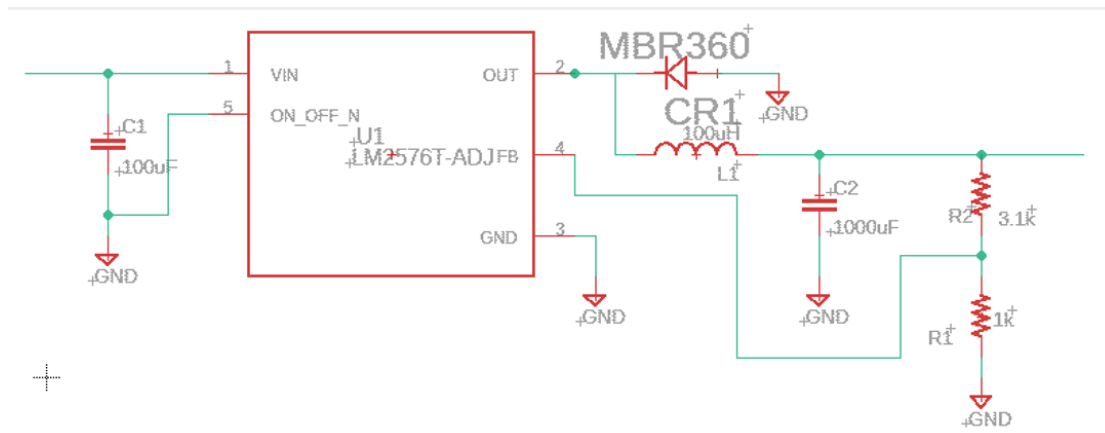 MBR360
1
VIN
OUT
2
5
ON_OFF_N
CR1
GND
C1
U1
100uH
100uF
LM2576T-ADJ
FB
4
L1
C2
R2
3.1k
1000uF
GND
3
GND
GND
GND
1k
R1
GND